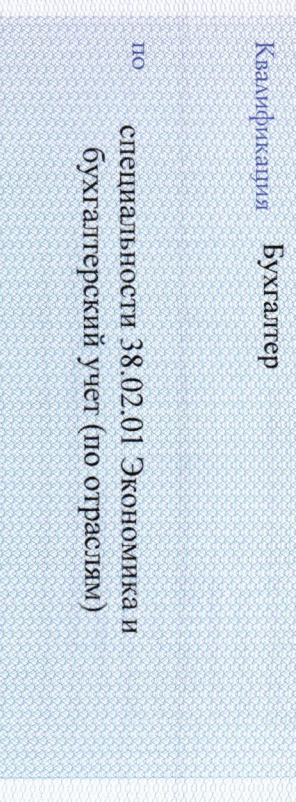 Квалификация Бухгалтер
по специальности 38.02.01 Экономика и
бухгалтерский учет (по отраслям)